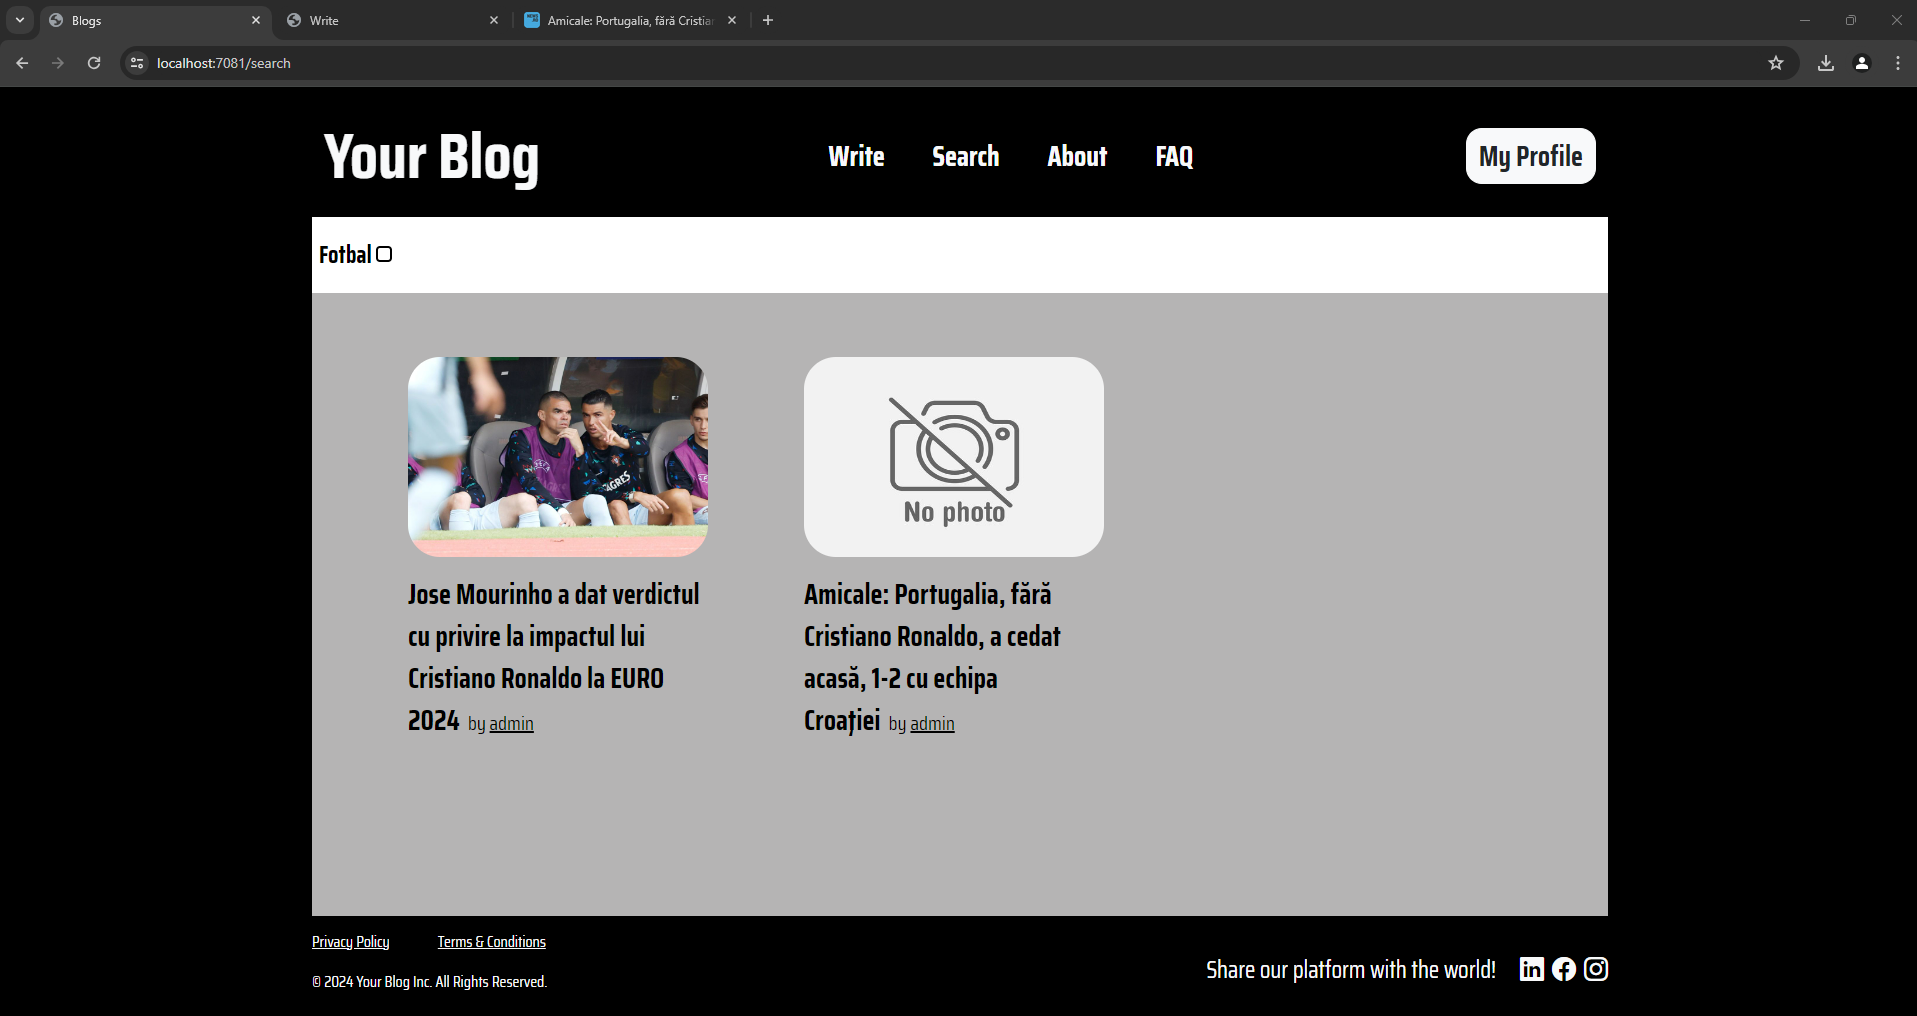 Blogs
Write
Amicale: Portugalia, fără Cristia
localhost:7081/search
Your Blog
Write
Search
About
FAQ
My Profile
Fotbal
AGRES
No photo
Jose Mourinho a dat verdictul
cu privire la impactul lui
Cristiano Ronaldo la EURO
2024 by admin
Amicale: Portugalia, fără
Cristiano Ronaldo, a cedat
acasă, 1-2 cu echipa
Croației by admin
Privacy Policy
Terms & Conditions
© 2024 Your Blog Inc. All Rights Reserved.
Share our platform with the world!
in